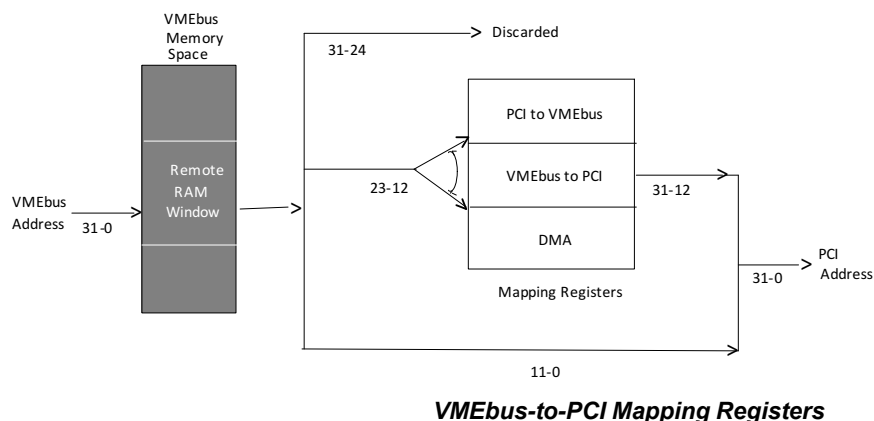 VMEbus
Memory
Space
Discarded
31-24
PCI to VMEbus
Remote
RAM
Window
23-12
VMEbus to PCI
31-12
VMEbus
Address
31-0
DMA
PCI
Address
31-0
Mapping Registers
11-0
VMEbus-to-PCI Mapping Registers